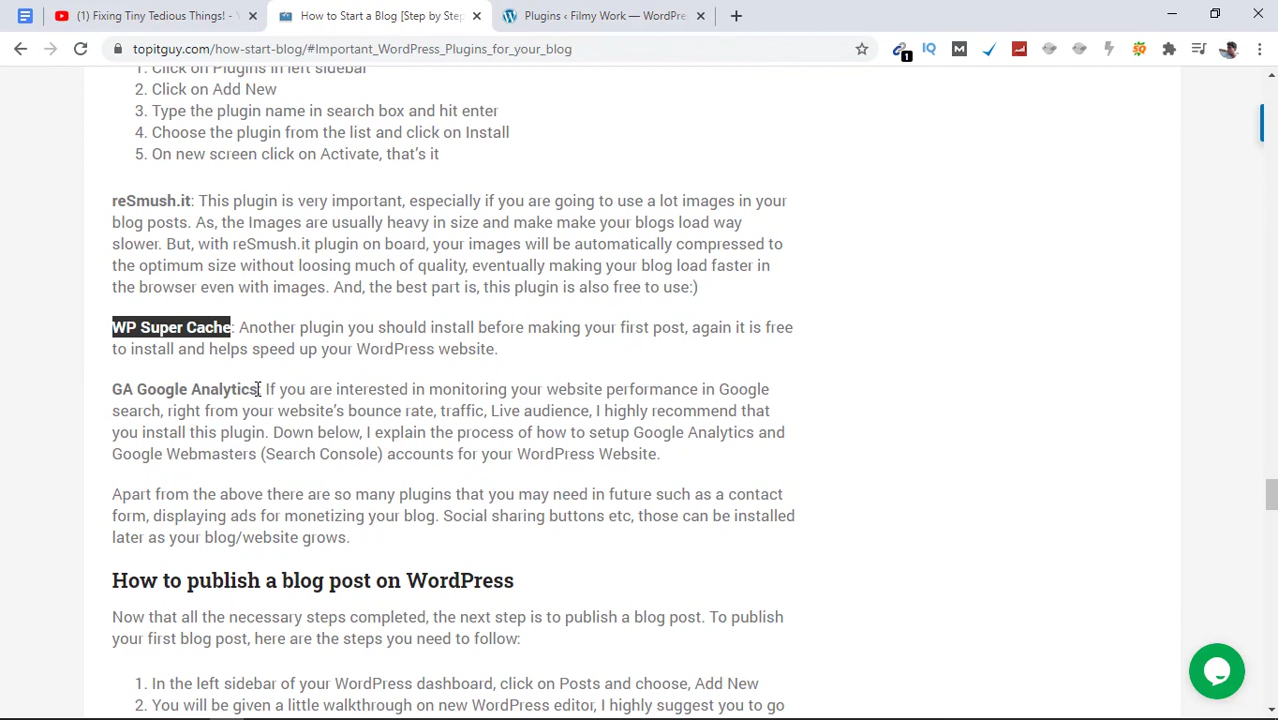 (1) Fixing Tiny Tedious Things! -
How to Start a Blog [Step by Step
Plugins ‹ Filmy Work — WordPre
topitguy.com/how-start-blog/#Important_WordPress_Plugins_for_your_blog
1
IQ
M
1. Click on Plugins in left sidebar
2. Click on Add New
3. Type the plugin name in search box and hit enter
4. Choose the plugin from the list and click on Install
5. On new screen click on Activate, that's it
reSmush.it: This plugin is very important, especially if you are going to use a lot images in your
blog posts. As, the Images are usually heavy in size and make make your blogs load way
slower. But, with reSmush.it plugin on board, your images will be automatically compressed to
the optimum size without loosing much of quality, eventually making your blog load faster in
the browser even with images. And, the best part is, this plugin is also free to use:)
WP Super Cache: Another plugin you should install before making your first post, again it is free
to install and helps speed up your WordPress website.
GA Google Analytics: If you are interested in monitoring your website performance in Google
search, right from your website's bounce rate, traffic, Live audience, I highly recommend that
you install this plugin. Down below, I explain the process of how to setup Google Analytics and
Google Webmasters (Search Console) accounts for your WordPress Website.
Apart from the above there are so many plugins that you may need in future such as a contact
form, displaying ads for monetizing your blog. Social sharing buttons etc, those can be installed
later as your blog/website grows.
How to publish a blog post on WordPress
Now that all the necessary steps completed, the next step is to publish a blog post. To publish
your first blog post, here are the steps you need to follow:
1. In the left sidebar of your WordPress dashboard, click on Posts and choose, Add New
2. You will be given a little walkthrough on new WordPress editor, I highly suggest you to go